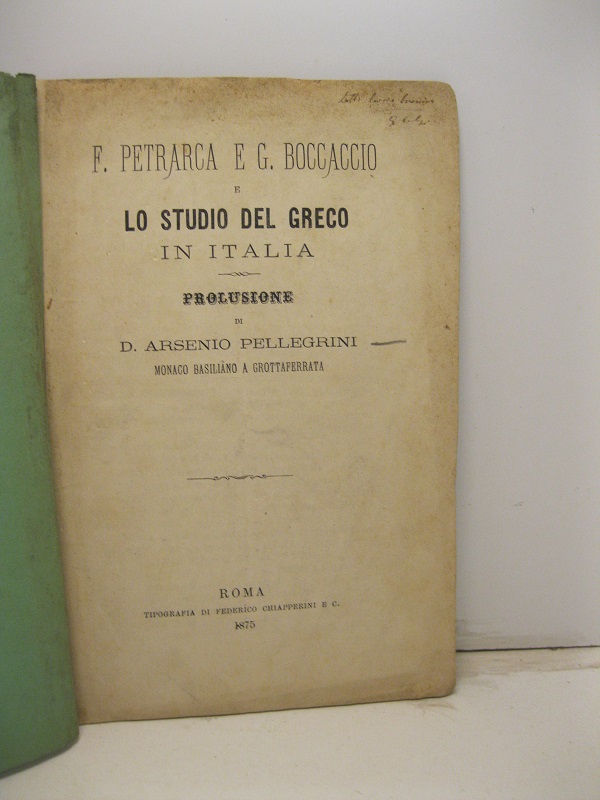 F. PETRARCA E G. BOCCACCIO
E
LO STUDIO DEL GRECO
IN ITALIA
PROLUSIONE
DI
D. ARSENIO PELLEGRINI
MONACO BASILIANO A GROTTAFERRATA
ROMA
TIPOGRAFIA DI FEDERICO CHIAPPERINI E C.
1875